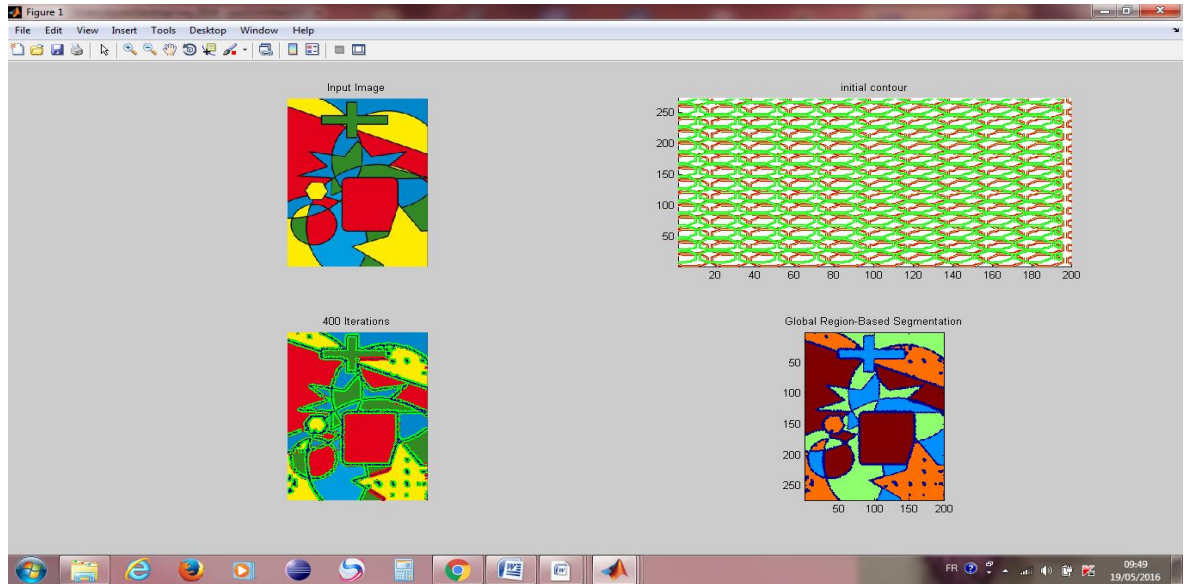 Figure 1
File Edit View Insert Tools Desktop Window Help
Input Image
initial contour
250
200
150
100
50
20 40 60 80 100 120 140 160 180 200
400 Iterations
Global Region-Based Segmentation
50
100
150
200
250
50 100 150 200
FR
09:49
19/05/2016